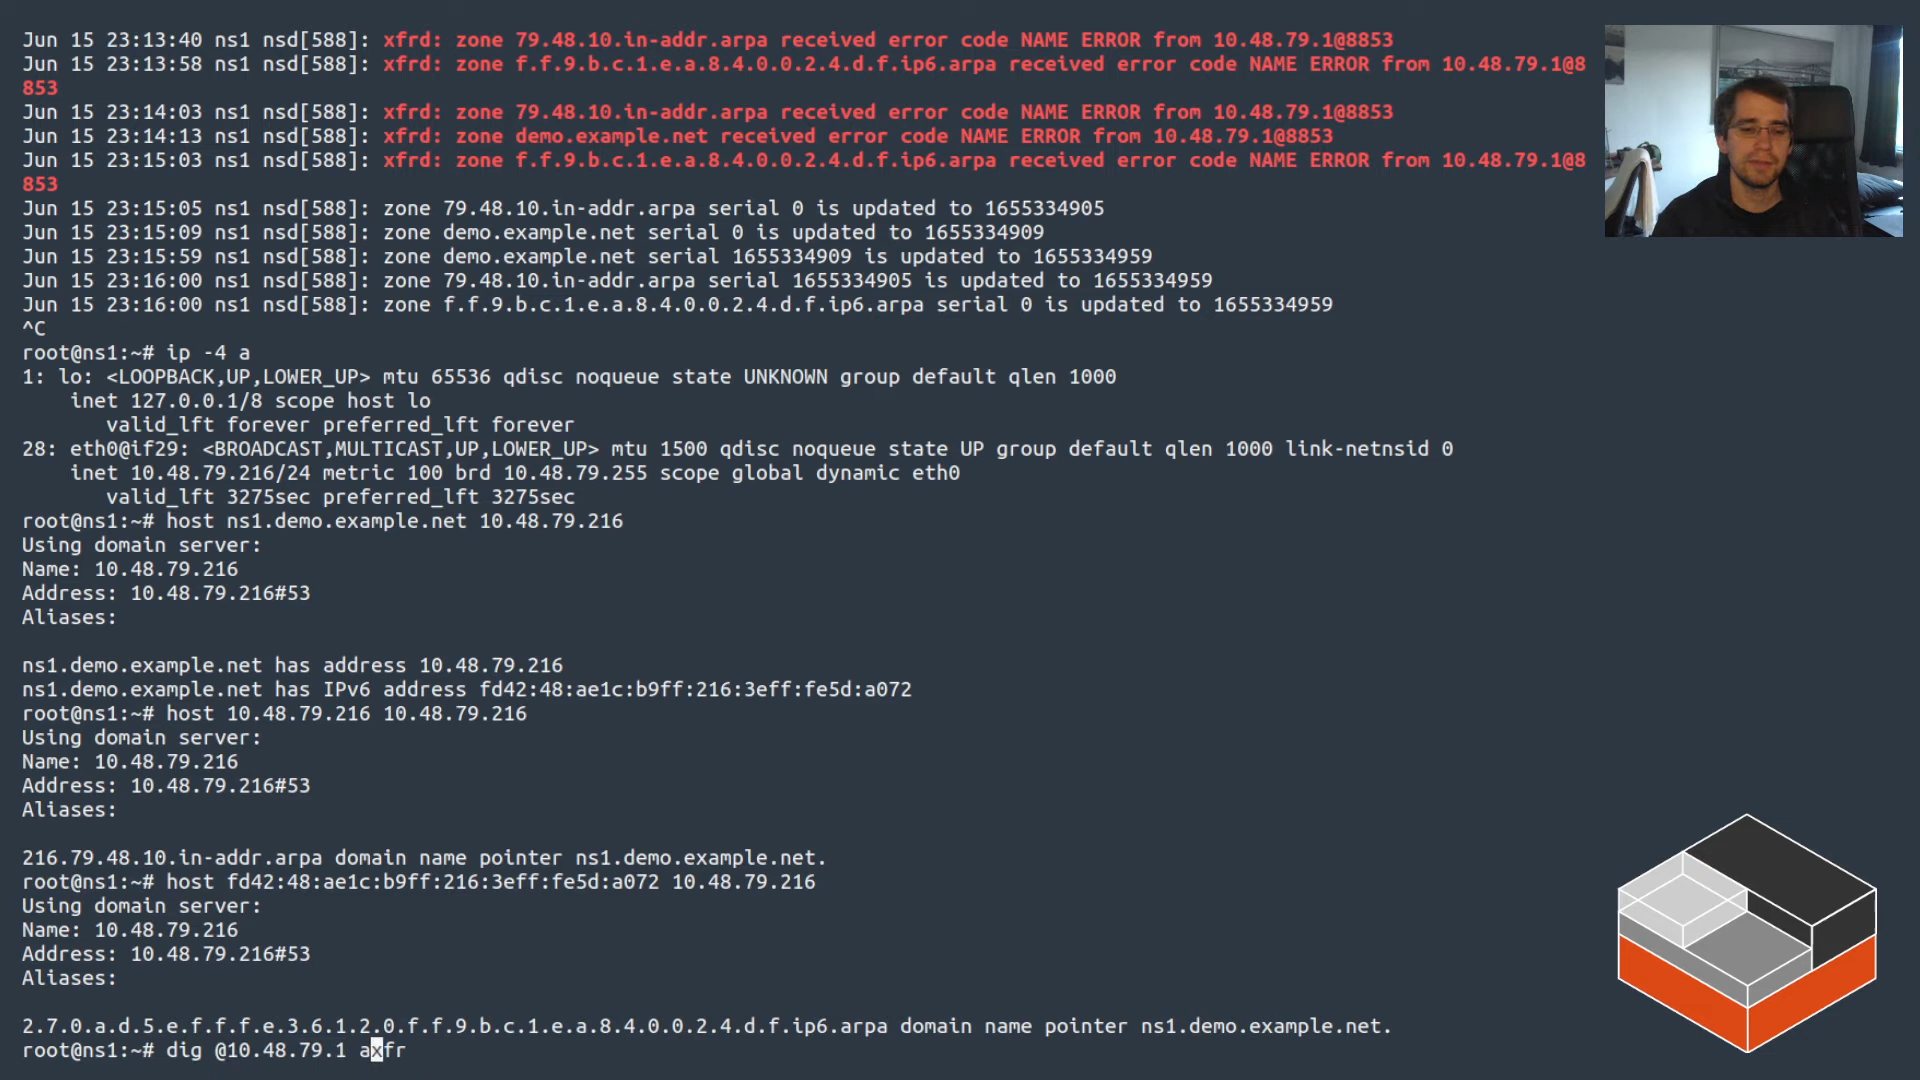 Jun 15 23:13:40 ns1 nsd[588]: xfrd: zone 79.48.10.in-addr.arpa received error code NAME ERROR from 10.48.79.1@8853
Jun 15 23:13:58 ns1 nsd[588]: xfrd: zone f.f.9.b.c.1.e.a.8.4.0.0.2.4.d.f.ip6.arpa received error code NAME ERROR from 10.48.79.1@8
853
Jun 15 23:14:03 ns1 nsd[588]: xfrd: zone 79.48.10.in-addr.arpa received error code NAME ERROR from 10.48.79.1@8853
Jun 15 23:14:13 ns1 nsd[588]: xfrd: zone demo.example.net received error code NAME ERROR from 10.48.79.1@8853
Jun 15 23:15:03 ns1 nsd[588]: xfrd: zone f.f.9.b.c.1.e.a.8.4.0.0.2.4.d.f.ip6.arpa received error code NAME ERROR from 10.48.79.1@8
853
Jun 15 23:15:05 ns1 nsd[588]: zone 79.48.10.in-addr.arpa serial 0 is updated to 1655334905
Jun 15 23:15:09 ns1 nsd[588]: zone demo.example.net serial 0 is updated to 1655334909
Jun 15 23:15:59 ns1 nsd[588]: zone demo.example.net serial 1655334909 is updated to 1655334959
Jun 15 23:16:00 ns1 nsd[588]: zone 79.48.10.in-addr.arpa serial 1655334905 is updated to 1655334959
Jun 15 23:16:00 ns1 nsd[588]: zone f.f.9.b.c.1.e.a.8.4.0.0.2.4.d.f.ip6.arpa serial 0 is updated to 1655334959
^C
root@ns1:~# ip -4 a
1: lo: <LOOPBACK,UP,LOWER_UP> mtu 65536 qdisc noqueue state UNKNOWN group default qlen 1000
    inet 127.0.0.1/8 scope host lo
       valid_lft forever preferred_lft forever
28: eth0@if29: <BROADCAST,MULTICAST,UP,LOWER_UP> mtu 1500 qdisc noqueue state UP group default qlen 1000 link-netnsid 0
    inet 10.48.79.216/24 metric 100 brd 10.48.79.255 scope global dynamic eth0
       valid_lft 3275sec preferred_lft 3275sec
root@ns1:~# host ns1.demo.example.net 10.48.79.216
Using domain server:
Name: 10.48.79.216
Address: 10.48.79.216#53
Aliases:
ns1.demo.example.net has address 10.48.79.216
ns1.demo.example.net has IPv6 address fd42:48:ae1c:b9ff:216:3eff:fe5d:a072
root@ns1:~# host 10.48.79.216 10.48.79.216
Using domain server:
Name: 10.48.79.216
Address: 10.48.79.216#53
Aliases:
216.79.48.10.in-addr.arpa domain name pointer ns1.demo.example.net.
root@ns1:~# host fd42:48:ae1c:b9ff:216:3eff:fe5d:a072 10.48.79.216
Using domain server:
Name: 10.48.79.216
Address: 10.48.79.216#53
Aliases:
2.7.0.a.d.5.e.f.f.f.e.3.6.1.2.0.f.f.9.b.c.1.e.a.8.4.0.0.2.4.d.f.ip6.arpa domain name pointer ns1.demo.example.net.
root@ns1:~# dig @10.48.79.1 axfr